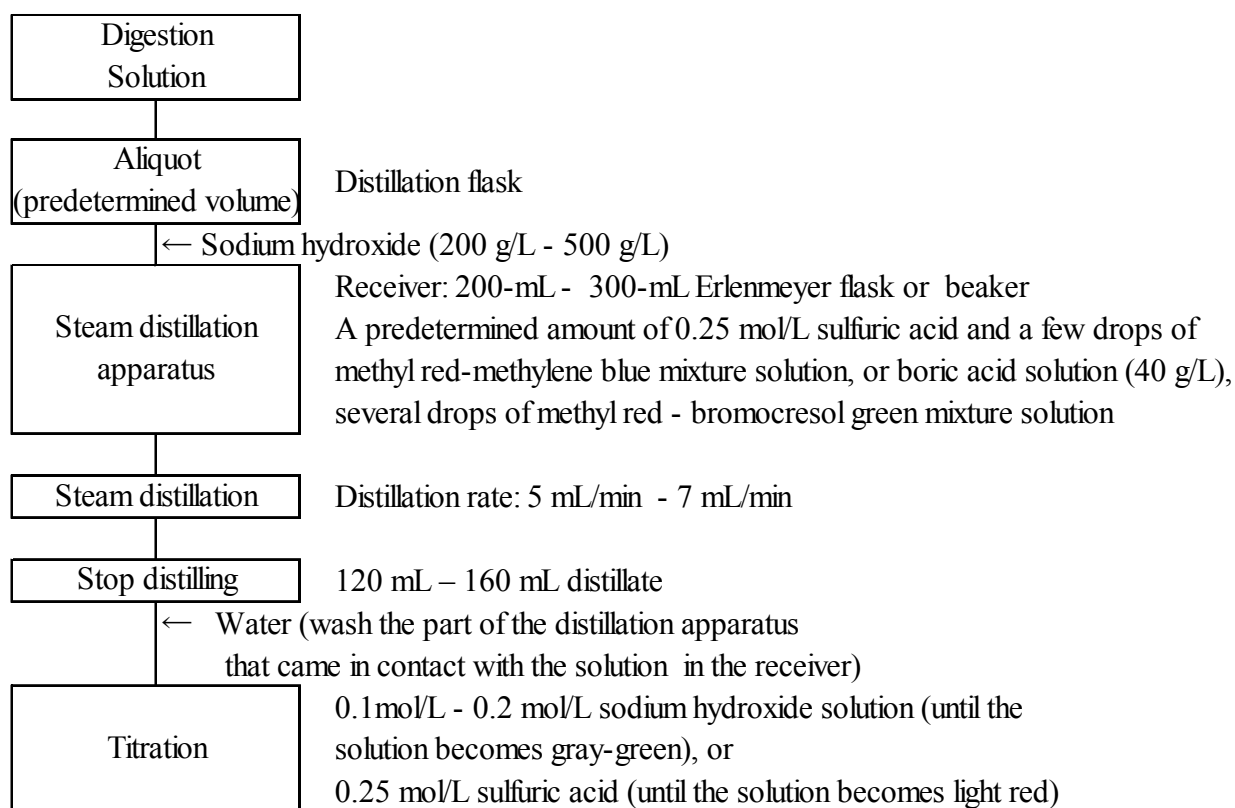 Digestion
Solution
Aliquot
(predetermined volume)
Distillation flask
← Sodium hydroxide (200 g/L - 500 g/L)
Steam distillation
apparatus
Receiver: 200-mL - 300-mL Erlenmeyer flask or beaker
A predetermined amount of 0.25 mol/L sulfuric acid and a few drops of
methyl red-methylene blue mixture solution, or boric acid solution (40 g/L),
several drops of methyl red - bromocresol green mixture solution
Steam distillation
Distillation rate: 5 mL/min - 7 mL/min
Stop distilling
120 mL – 160 mL distillate
← Water (wash the part of the distillation apparatus
that came in contact with the solution in the receiver)
Titration
0.1mol/L - 0.2 mol/L sodium hydroxide solution (until the
solution becomes gray-green), or
0.25 mol/L sulfuric acid (until the solution becomes light red)